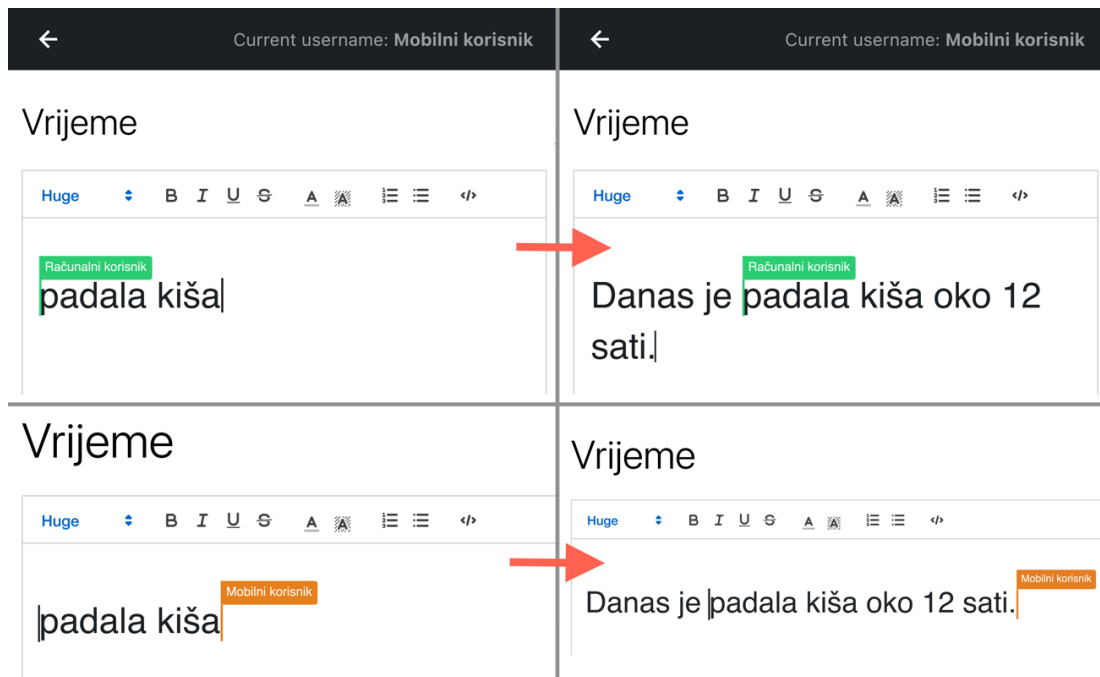 Current username: Mobilni korisnik
Vrijeme
Huge B I U S A A </>
Računalni korisnik
padala kiša
Current username: Mobilni korisnik
Vrijeme
Huge B I U S A A </>
Računalni korisnik
Danas je padala kiša oko 12
sati.
Vrijeme
Huge B I U S A A </>
Mobilni korisnik
padala kiša
Vrijeme
Huge B I U S A A </>
Mobilni korisnik
Danas je padala kiša oko 12 sati.